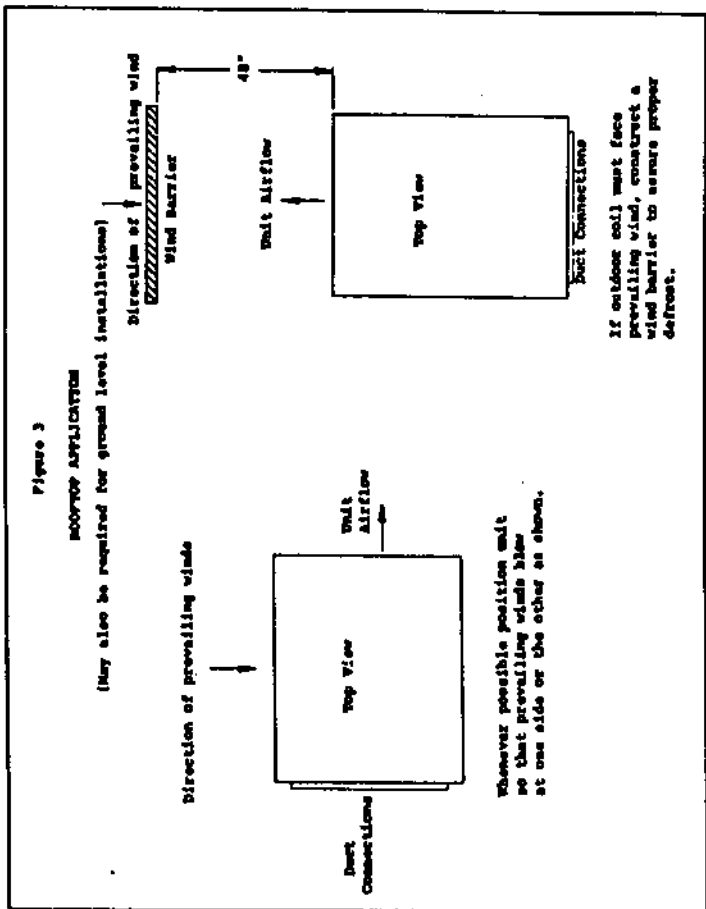 Figure 3
ROOFTOP APPLICATION
(May also be required for ground level installations)
Direction of prevailing winds
Top View
Unit
Airflow
Duct
Connections
Whenever possible position unit
so that prevailing winds blow
at one side or the other as shown.
Direction of prevailing wind
Wind Barrier
48"
Unit Airflow
Top View
Duct Connections
If outdoor coil must face
prevailing wind, construct a
wind barrier to assure proper
defrost.